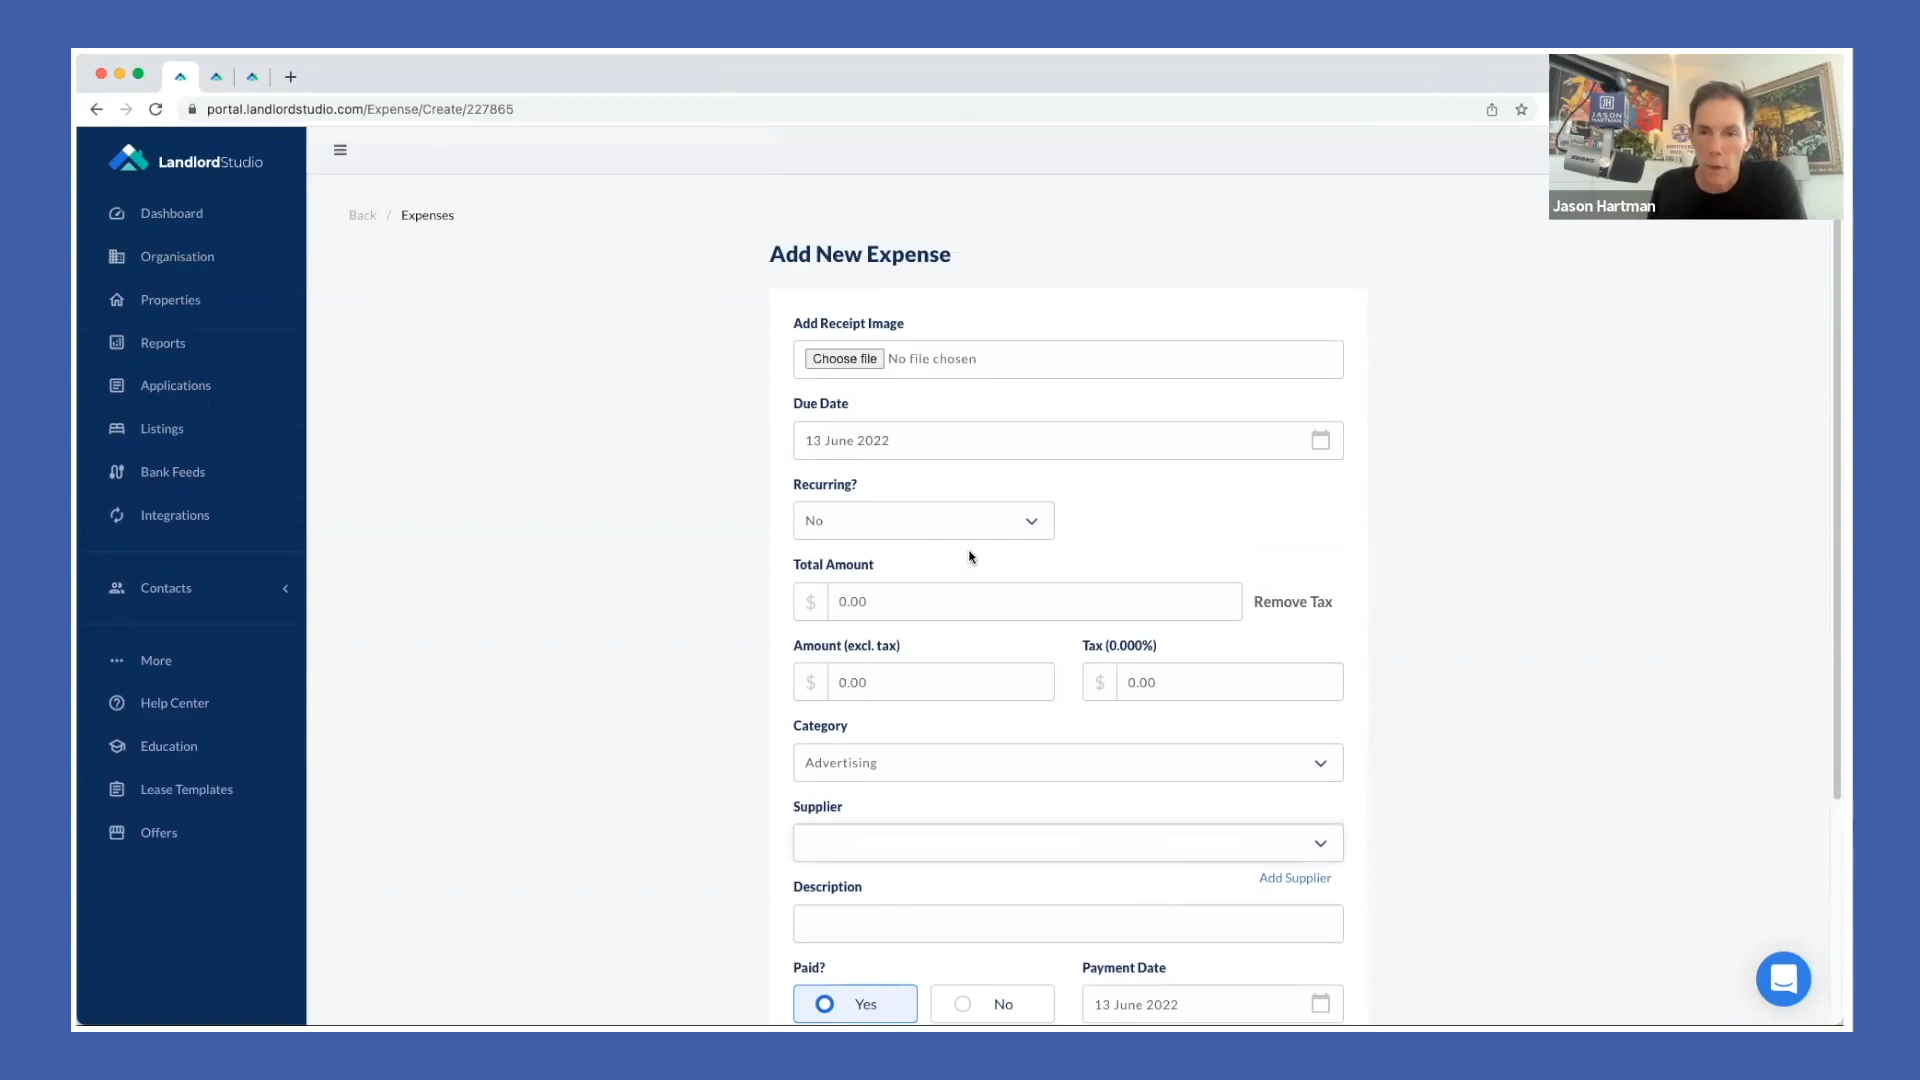 portal.landlordstudio.com/Expense/Create/227865
LandlordStudio
Dashboard
Organisation
Properties
Reports
Applications
Listings
Bank Feeds
Integrations
Contacts
More
Help Center
Education
Lease Templates
Offers
Back / Expenses
Add New Expense
Add Receipt Image
Choose file No file chosen
Due Date
13 June 2022
Recurring?
No
Total Amount
$ 0.00 Remove Tax
Amount (excl. tax) Tax (0.000%)
$ 0.00 $ 0.00
Category
Advertising
Supplier
Add Supplier
Description
Paid? Payment Date
Yes No 13 June 2022
JH
JASON
HARTMAN
Jason Hartman